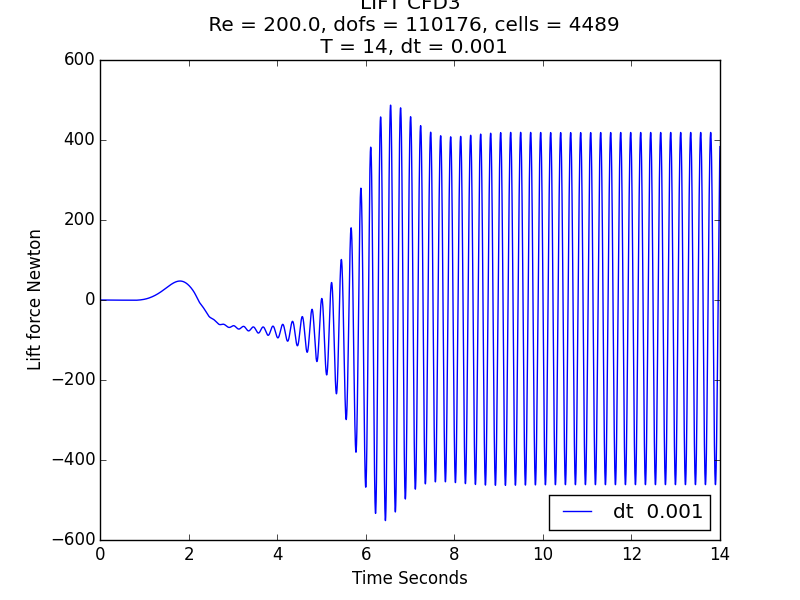 LIFT CFD3
Re = 200.0, dofs = 110176, cells = 4489
T = 14, dt = 0.001
600
400
200
0
−200
−400
−600
Lift force Newton
dt 0.001
0 2 4 6 8 10 12 14
Time Seconds